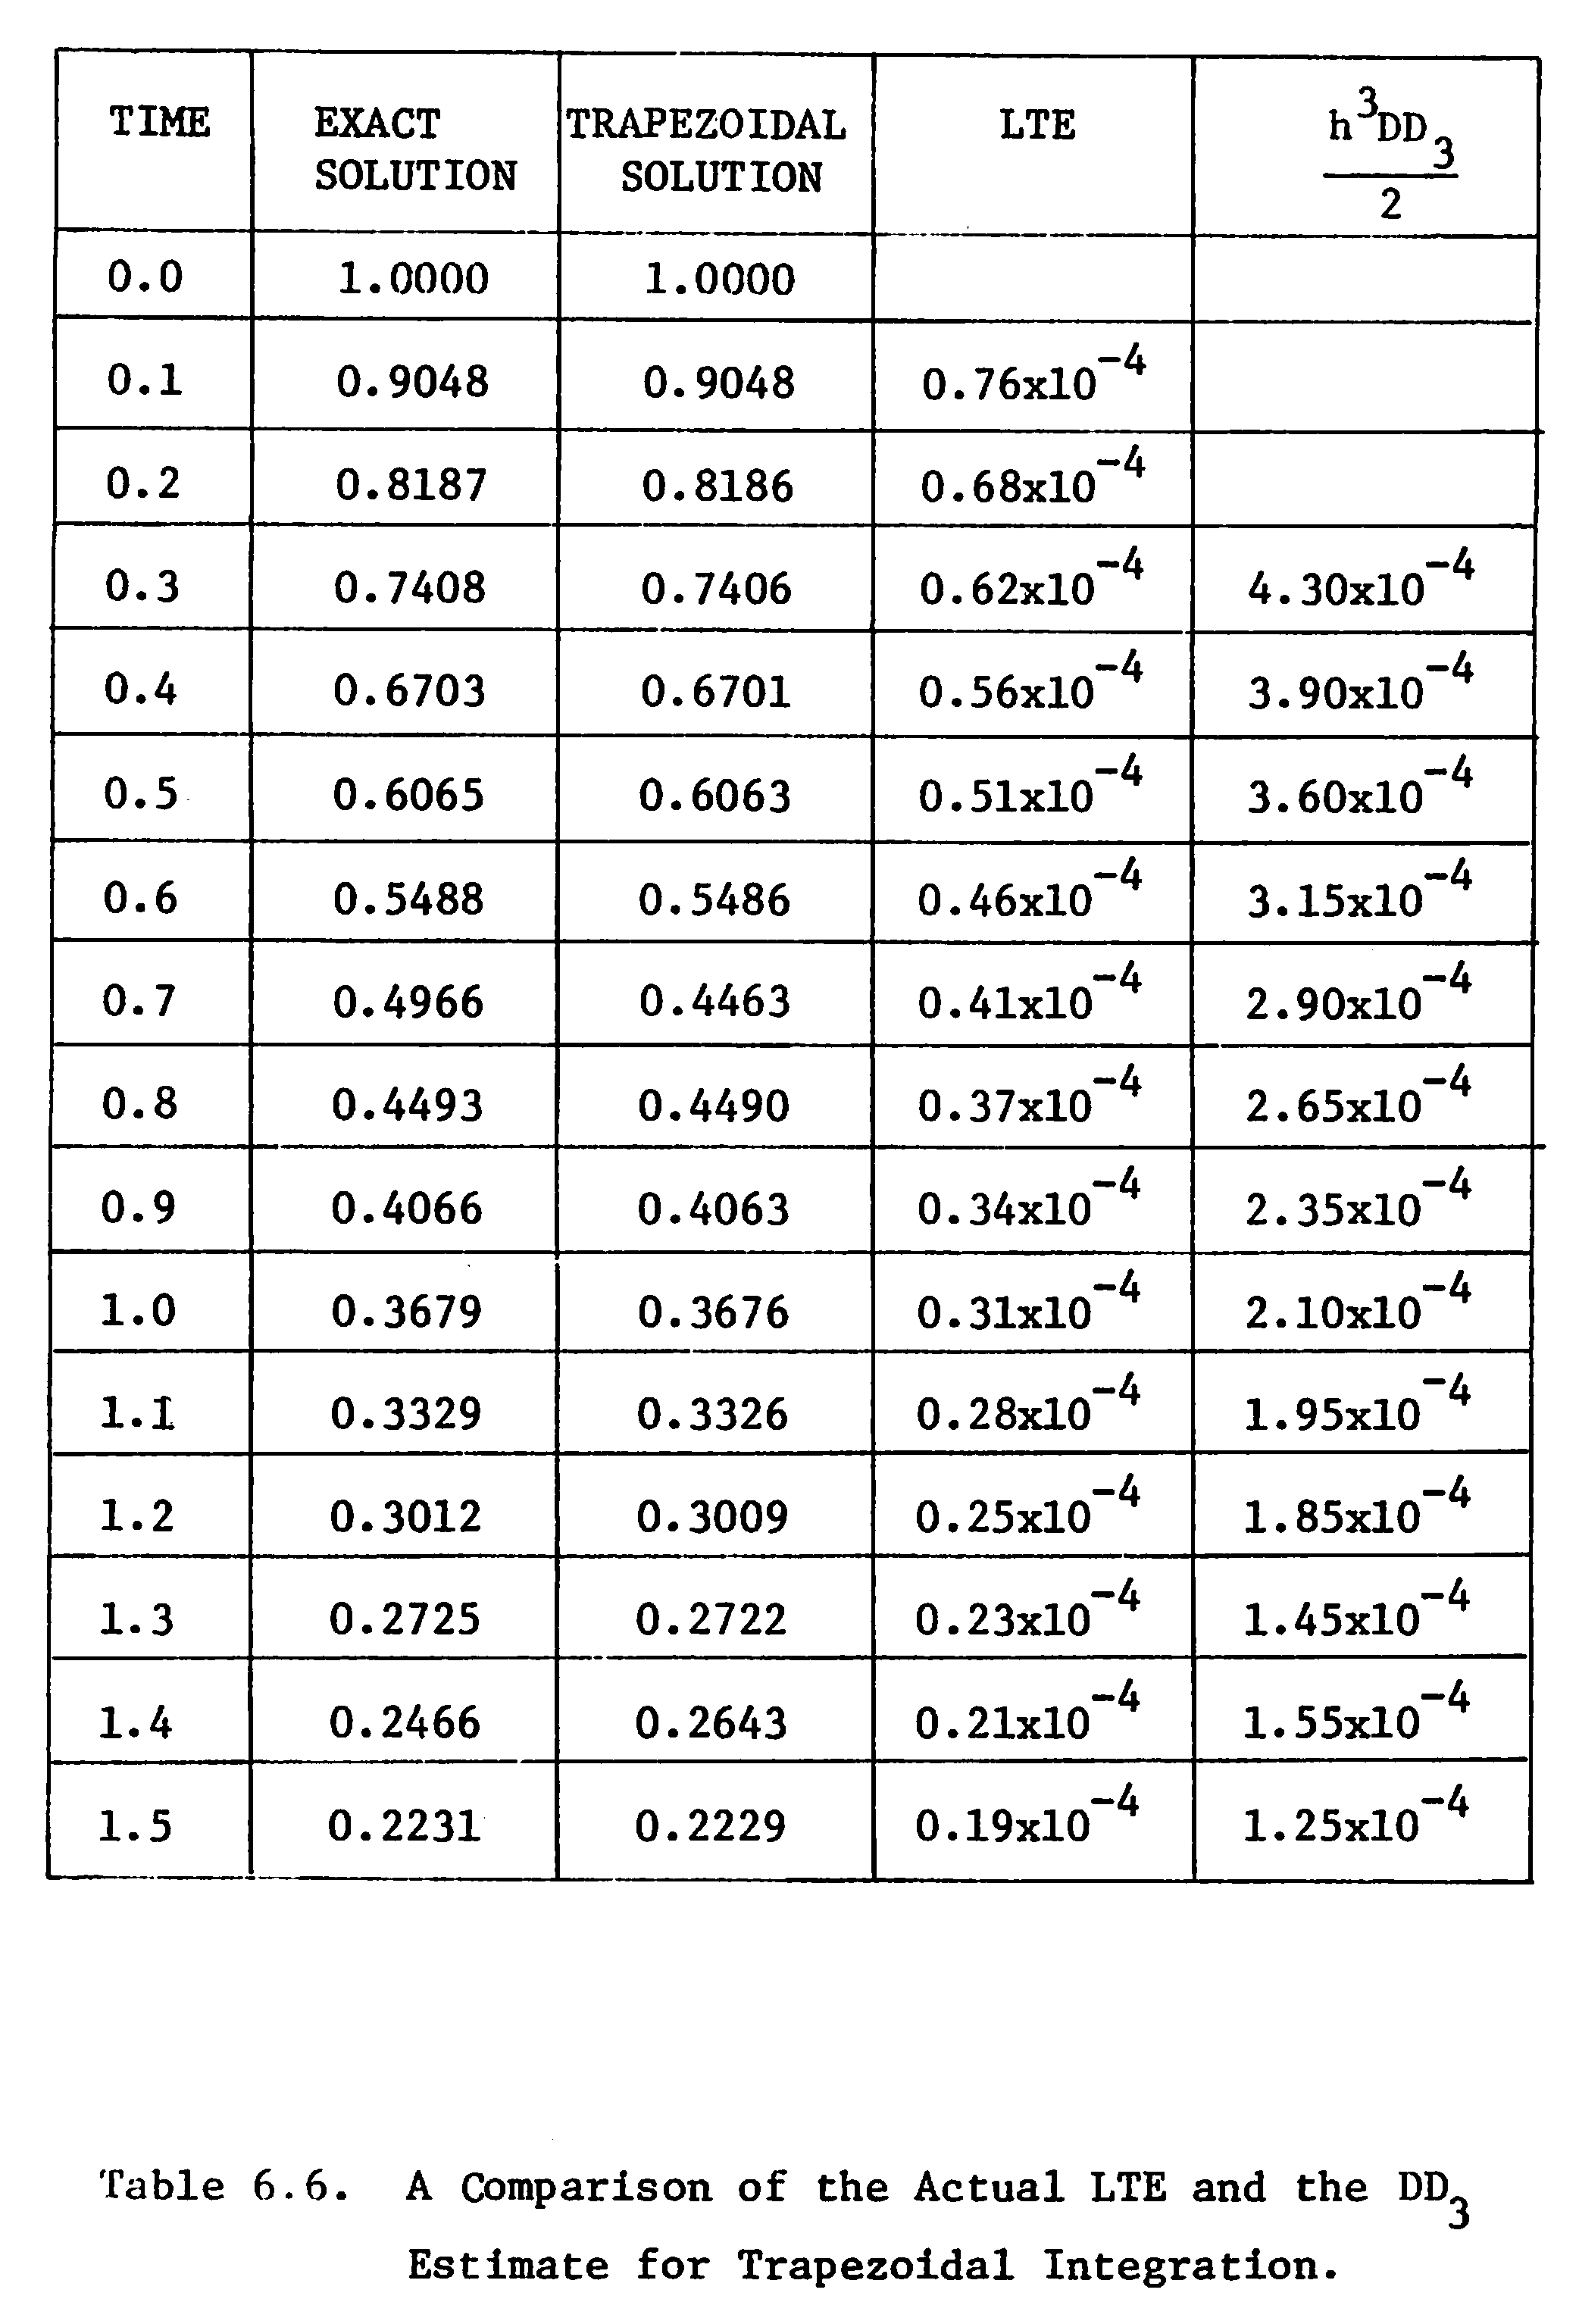 TIME EXACT SOLUTION TRAPEZOIDAL SOLUTION LTE h³DD₃/2
0.0 1.0000 1.0000
0.1 0.9048 0.9048 0.76x10⁻⁴
0.2 0.8187 0.8186 0.68x10⁻⁴
0.3 0.7408 0.7406 0.62x10⁻⁴ 4.30x10⁻⁴
0.4 0.6703 0.6701 0.56x10⁻⁴ 3.90x10⁻⁴
0.5 0.6065 0.6063 0.51x10⁻⁴ 3.60x10⁻⁴
0.6 0.5488 0.5486 0.46x10⁻⁴ 3.15x10⁻⁴
0.7 0.4966 0.4463 0.41x10⁻⁴ 2.90x10⁻⁴
0.8 0.4493 0.4490 0.37x10⁻⁴ 2.65x10⁻⁴
0.9 0.4066 0.4063 0.34x10⁻⁴ 2.35x10⁻⁴
1.0 0.3679 0.3676 0.31x10⁻⁴ 2.10x10⁻⁴
1.1 0.3329 0.3326 0.28x10⁻⁴ 1.95x10⁻⁴
1.2 0.3012 0.3009 0.25x10⁻⁴ 1.85x10⁻⁴
1.3 0.2725 0.2722 0.23x10⁻⁴ 1.45x10⁻⁴
1.4 0.2466 0.2643 0.21x10⁻⁴ 1.55x10⁻⁴
1.5 0.2231 0.2229 0.19x10⁻⁴ 1.25x10⁻⁴
Table 6.6. A Comparison of the Actual LTE and the DD₃
Estimate for Trapezoidal Integration.